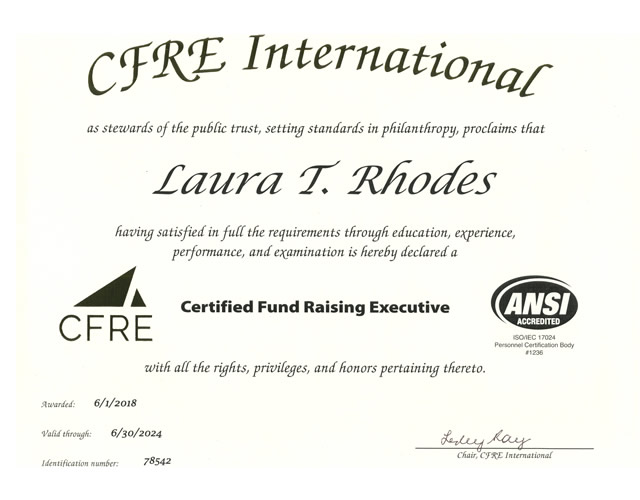 CFRE International
as stewards of the public trust, setting standards in philanthropy, proclaims that
Laura T. Rhodes
having satisfied in full the requirements through education, experience,
performance, and examination is hereby declared a
CFRE
Certified Fund Raising Executive
ANSI
ACCREDITED
ISO/IEC 17024
Personnel Certification Body
#1236
with all the rights, privileges, and honors pertaining thereto.
Awarded: 6/1/2018
Valid through: 6/30/2024
Identification number: 78542
Lesley Ray
Chair, CFRE International